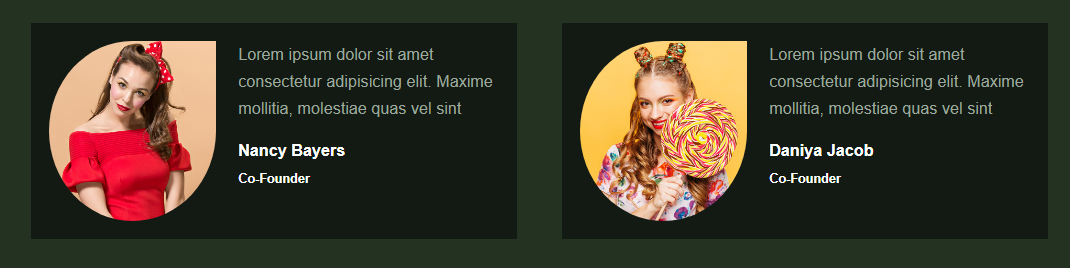 Lorem ipsum dolor sit amet
consectetur adipisicing elit. Maxime
mollitia, molestiae quas vel sint
Nancy Bayers
Co-Founder
Lorem ipsum dolor sit amet
consectetur adipisicing elit. Maxime
mollitia, molestiae quas vel sint
Daniya Jacob
Co-Founder